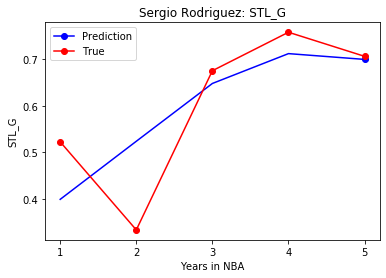 Sergio Rodriguez: STL_G
Prediction
True
0.7
0.6
0.5
0.4
STL_G
1 2 3 4 5
Years in NBA